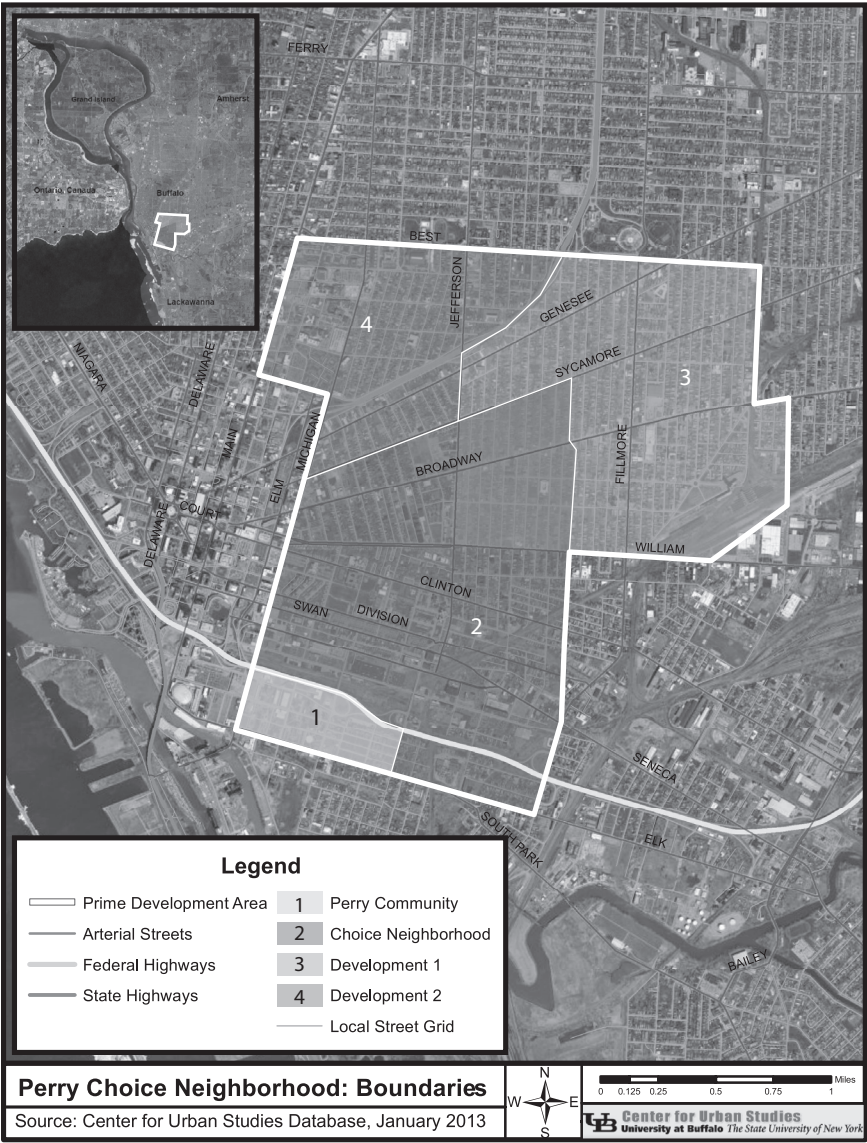 FERRY
Grand Island
Amherst
Ontario, Canada
Buffalo
Lackawanna
BEST
JEFFERSON
GENESEE
4
SYCAMORE
3
NIAGARA
DELAWARE
MAIN
MICHIGAN
ELM
BROADWAY
FILLMORE
COURT
DELAWARE
WILLIAM
CLINTON
SWAN
DIVISION
2
1
SENECA
SOUTH PARK
ELK
BAILEY
Legend
Prime Development Area
Arterial Streets
Federal Highways
State Highways
1 Perry Community
2 Choice Neighborhood
3 Development 1
4 Development 2
Local Street Grid
Perry Choice Neighborhood: Boundaries
Source: Center for Urban Studies Database, January 2013
N
W E
S
Miles
0 0.125 0.25 0.5 0.75 1
UB Center for Urban Studies
University at Buffalo The State University of New York